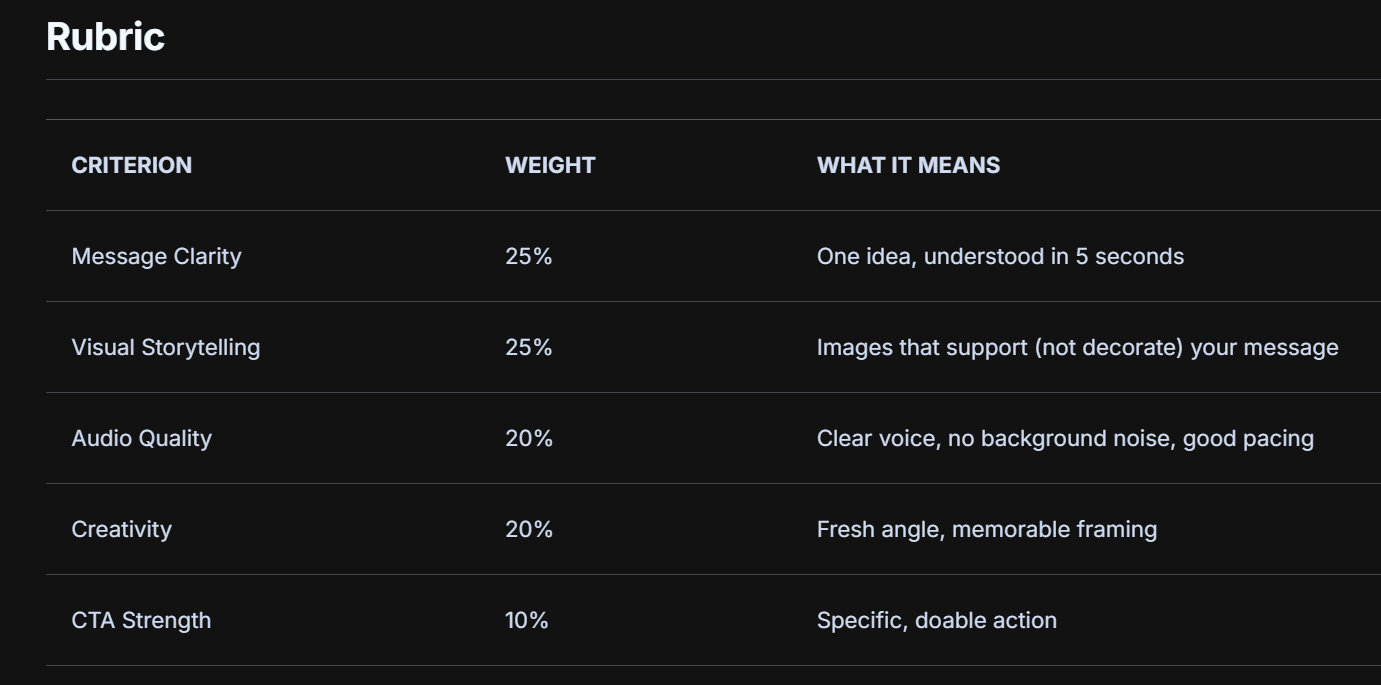 Rubric
CRITERION WEIGHT WHAT IT MEANS
Message Clarity 25% One idea, understood in 5 seconds
Visual Storytelling 25% Images that support (not decorate) your message
Audio Quality 20% Clear voice, no background noise, good pacing
Creativity 20% Fresh angle, memorable framing
CTA Strength 10% Specific, doable action